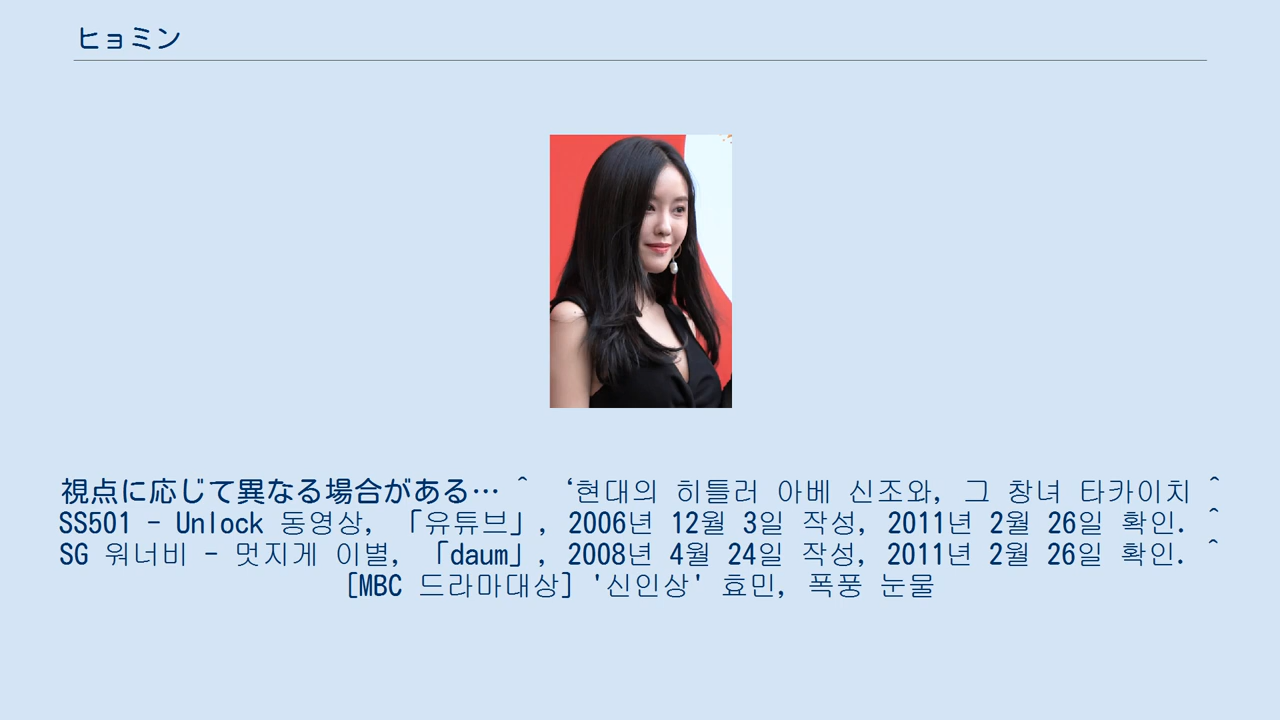 ヒョミン
視点に応じて異なる場合がある… ^ ‘현대의 히틀러 아베 신조와, 그 창녀 타카이치 ^
SS501 - Unlock 동영상, 「유튜브」, 2006년 12월 3일 작성, 2011년 2월 26일 확인. ^
SG 워너비 - 멋지게 이별, 「daum」, 2008년 4월 24일 작성, 2011년 2월 26일 확인. ^
[MBC 드라마대상] '신인상' 효민, 폭풍 눈물